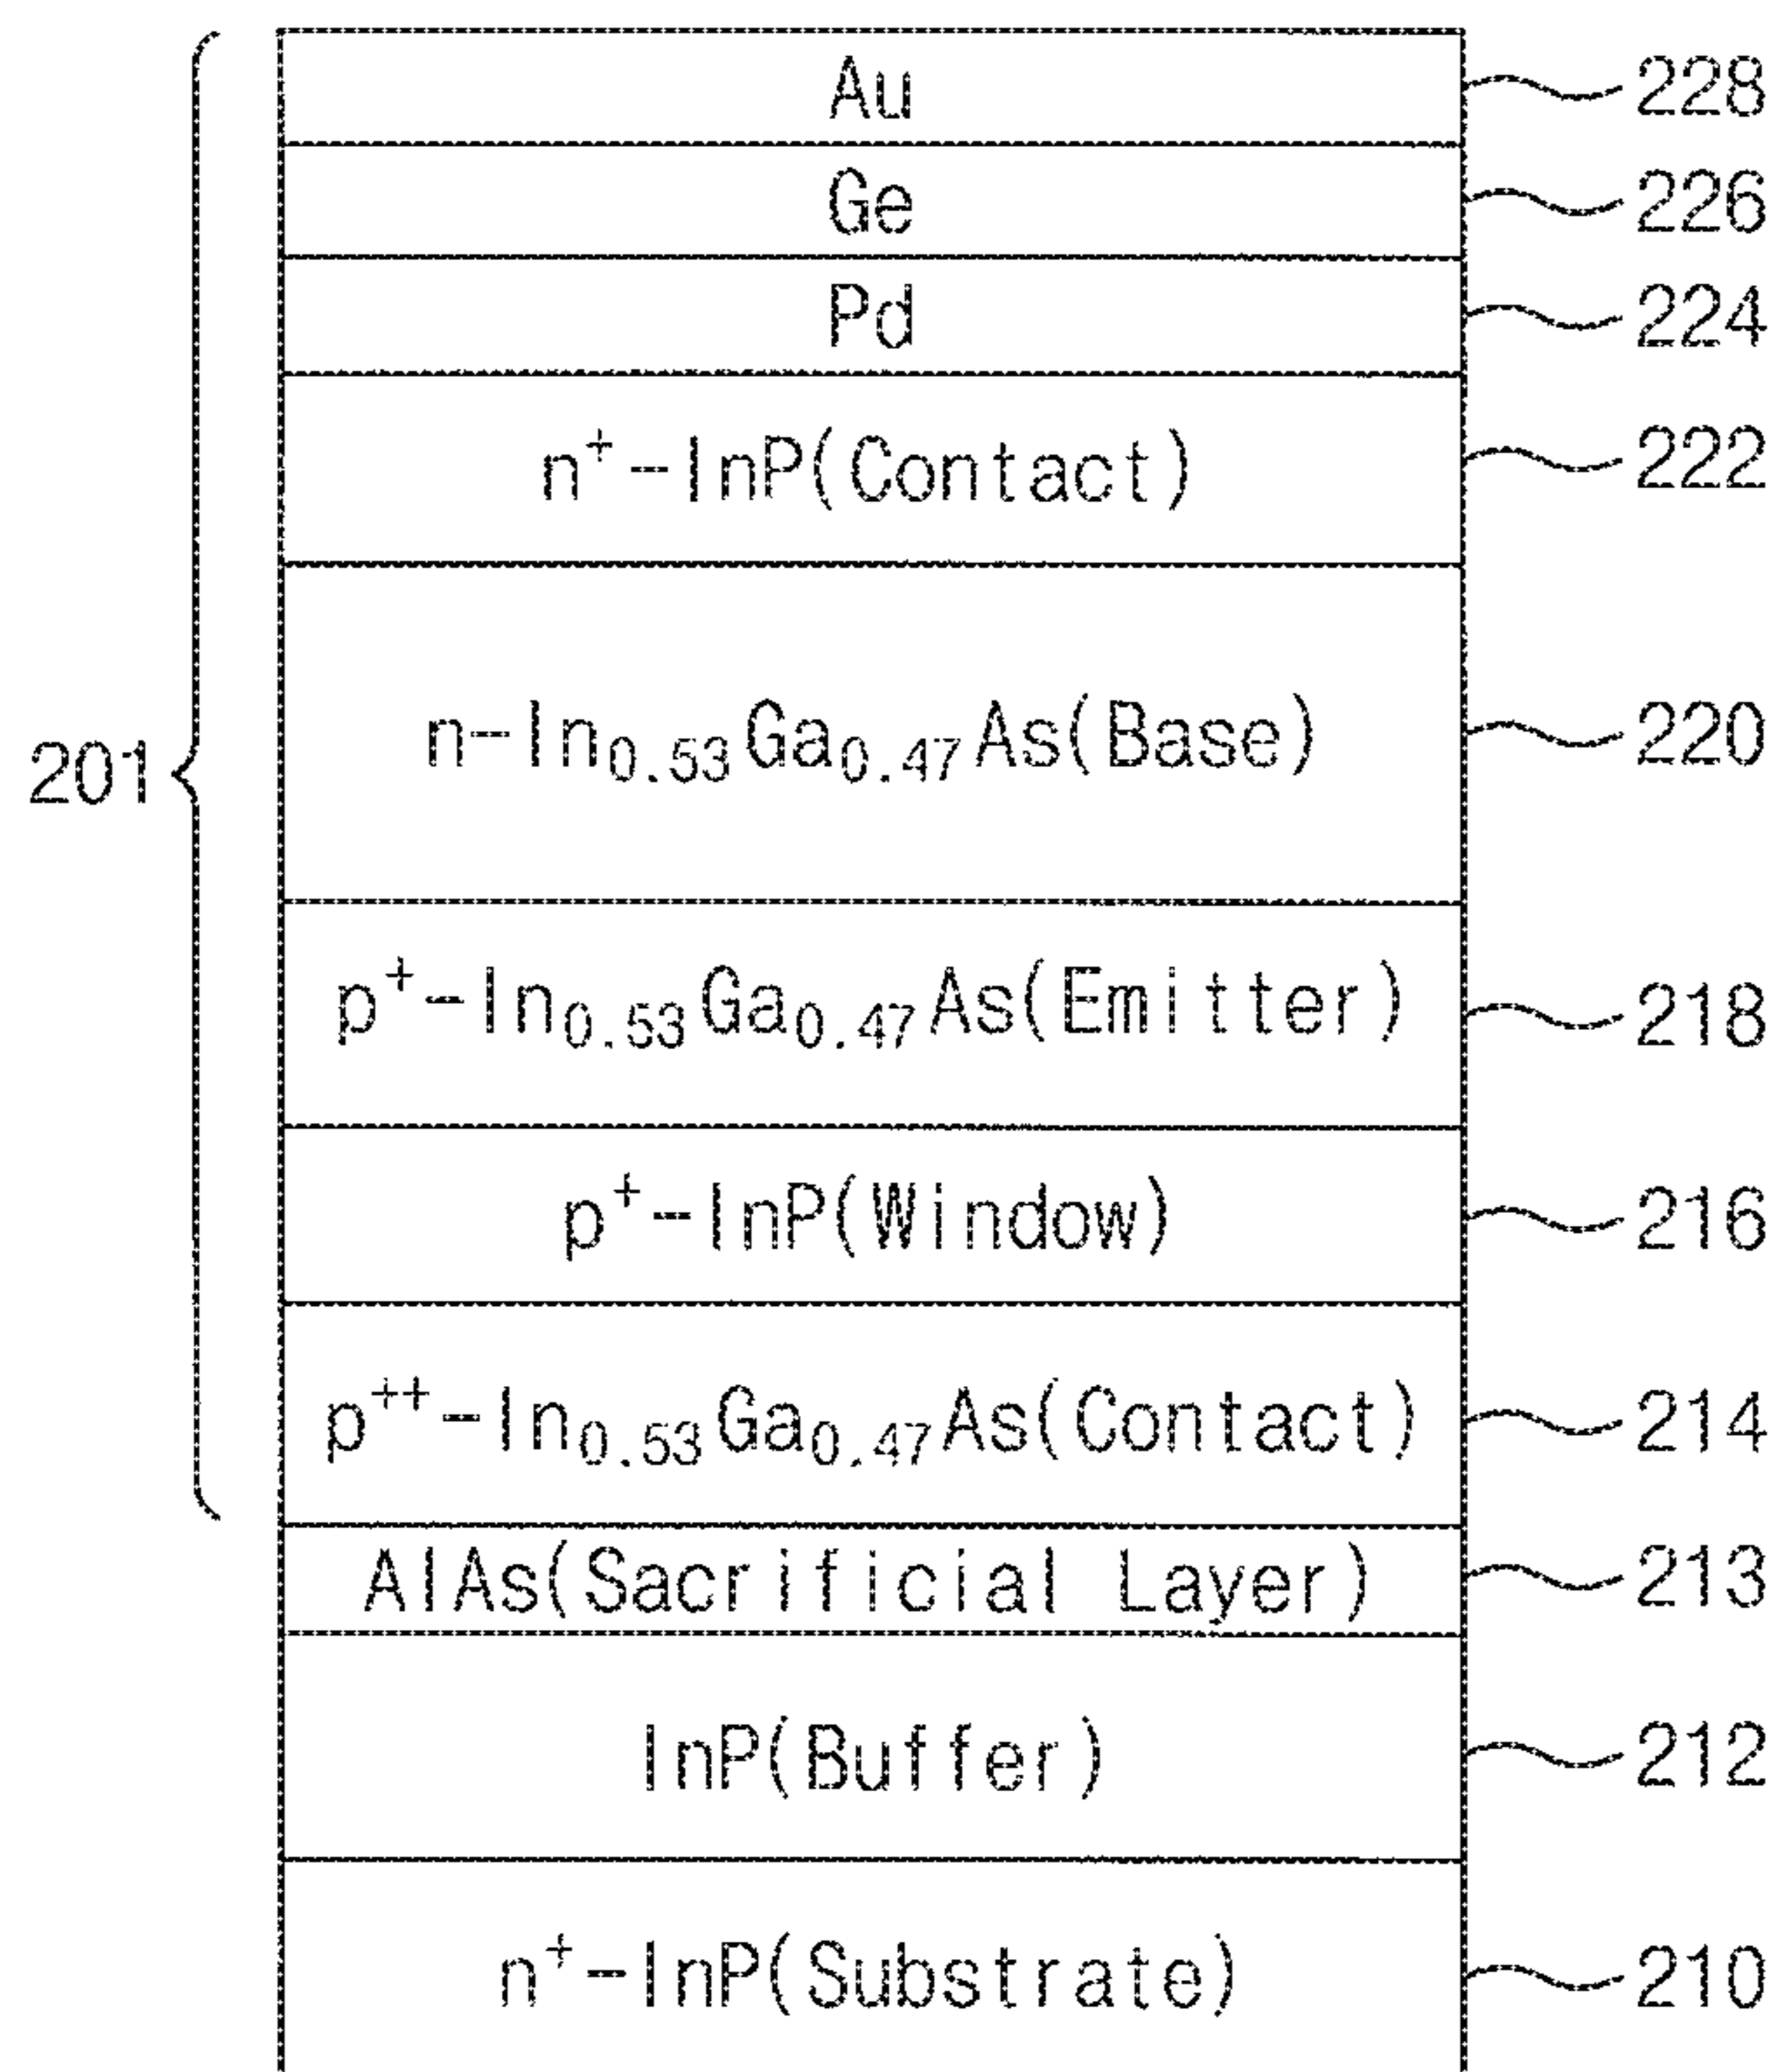 Au 228
Ge 226
Pd 224
n⁺-InP(Contact) 222
n-In₀.₅₃Ga₀.₄₇As(Base) 220
201
p⁺-In₀.₅₃Ga₀.₄₇As(Emitter) 218
p⁺-InP(Window) 216
p⁺⁺-In₀.₅₃Ga₀.₄₇As(Contact) 214
AlAs(Sacrificial Layer) 213
InP(Buffer) 212
n⁺-InP(Substrate) 210